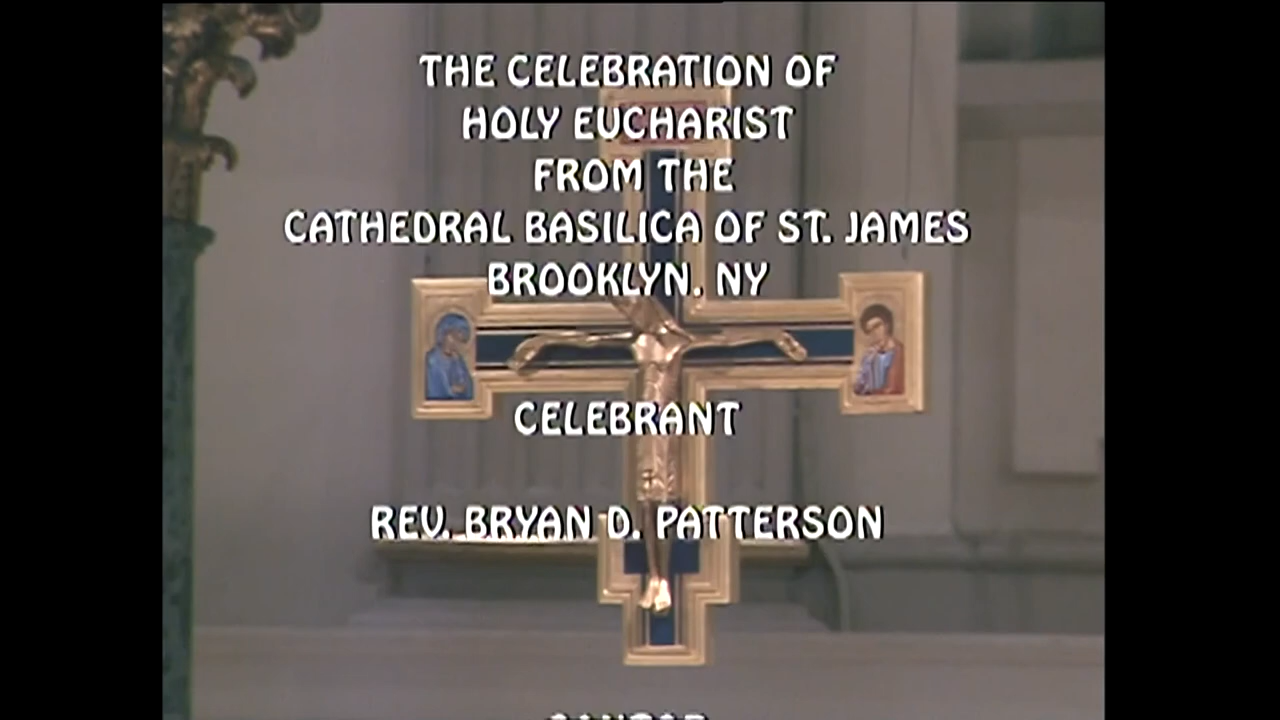 THE CELEBRATION OF
HOLY EUCHARIST
FROM THE
CATHEDRAL BASILICA OF ST. JAMES
BROOKLYN, NY
CELEBRANT
REV. BRYAN D. PATTERSON